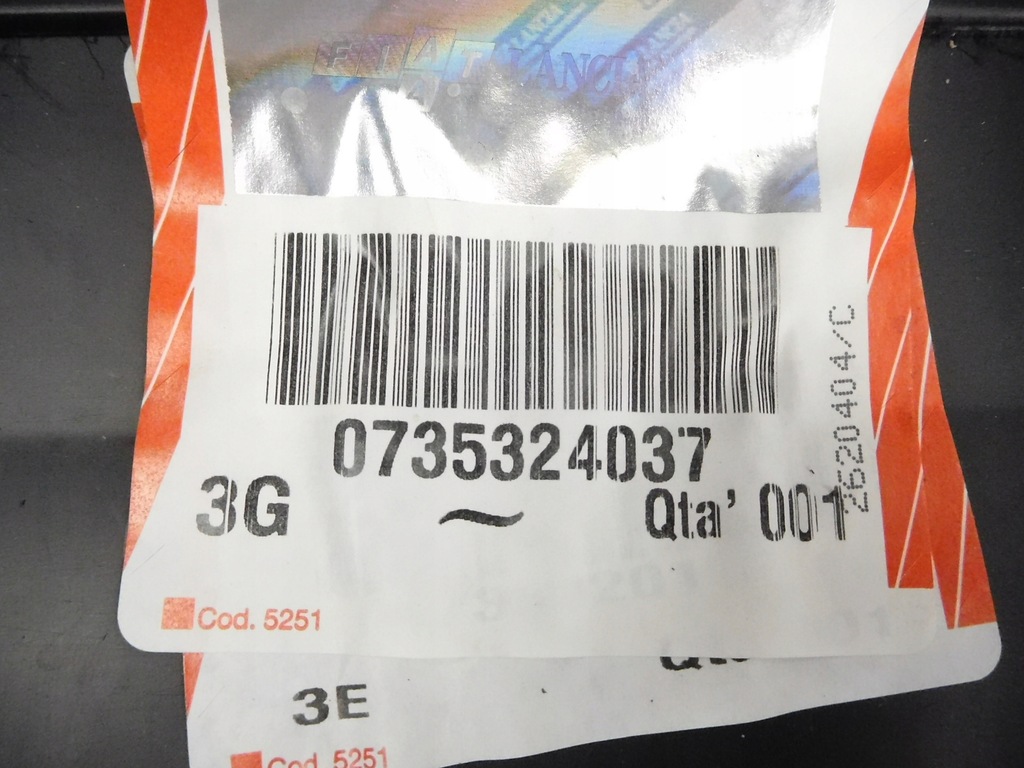 FIAT LANCIA
0735324037
3G ~ Qta' 001
2620404/C
Cod. 5251
3E
Cod. 5251